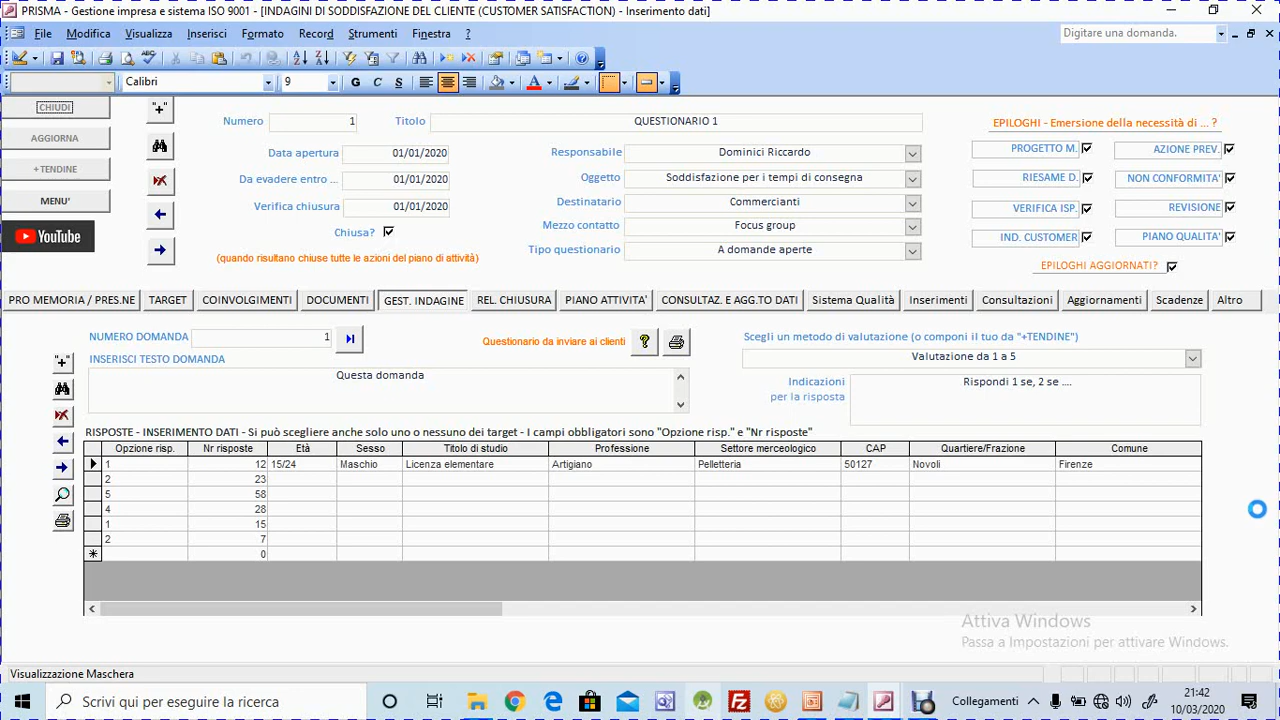 PRISMA - Gestione impresa e sistema ISO 9001 - [INDAGINI DI SODDISFAZIONE DEL CLIENTE (CUSTOMER SATISFACTION) - Inserimento dati]
File Modifica Visualizza Inserisci Formato Record Strumenti Finestra ? Digitare una domanda.
Calibri 9 G C S A
CHIUDI
AGGIORNA
+TENDINE
MENU'
YouTube
"+"
Numero 1 Titolo QUESTIONARIO 1
Data apertura 01/01/2020
Da evadere entro ... 01/01/2020
Verifica chiusura 01/01/2020
Chiusa?
(quando risultano chiuse tutte le azioni del piano di attività)
Responsabile Dominici Riccardo
Oggetto Soddisfazione per i tempi di consegna
Destinatario Commercianti
Mezzo contatto Focus group
Tipo questionario A domande aperte
EPILOGHI - Emersione della necessità di ... ?
PROGETTO M. AZIONE PREV.
RIESAME D. NON CONFORMITA'
VERIFICA ISP. REVISIONE
IND. CUSTOMER PIANO QUALITA'
EPILOGHI AGGIORNATI?
PRO MEMORIA / PRES.NE TARGET COINVOLGIMENTI DOCUMENTI GEST. INDAGINE REL. CHIUSURA PIANO ATTIVITA' CONSULTAZ. E AGG.TO DATI Sistema Qualità Inserimenti Consultazioni Aggiornamenti Scadenze Altro
NUMERO DOMANDA 1
Questionario da inviare ai clienti ?
Scegli un metodo di valutazione (o componi il tuo da "+TENDINE")
Valutazione da 1 a 5
"+"
INSERISCI TESTO DOMANDA
Questa domanda
Indicazioni
per la risposta
Rispondi 1 se, 2 se ....
RISPOSTE - INSERIMENTO DATI - Si può scegliere anche solo uno o nessuno dei target - I campi obbligatori sono "Opzione risp." e "Nr risposte"
Opzione risp. Nr risposte Età Sesso Titolo di studio Professione Settore merceologico CAP Quartiere/Frazione Comune
1 12 15/24 Maschio Licenza elementare Artigiano Pelletteria 50127 Novoli Firenze
2 23
5 58
4 28
1 15
2 7
0
Attiva Windows
Passa a Impostazioni per attivare Windows.
Visualizzazione Maschera
Scrivi qui per eseguire la ricerca
Collegamenti
21:42
10/03/2020